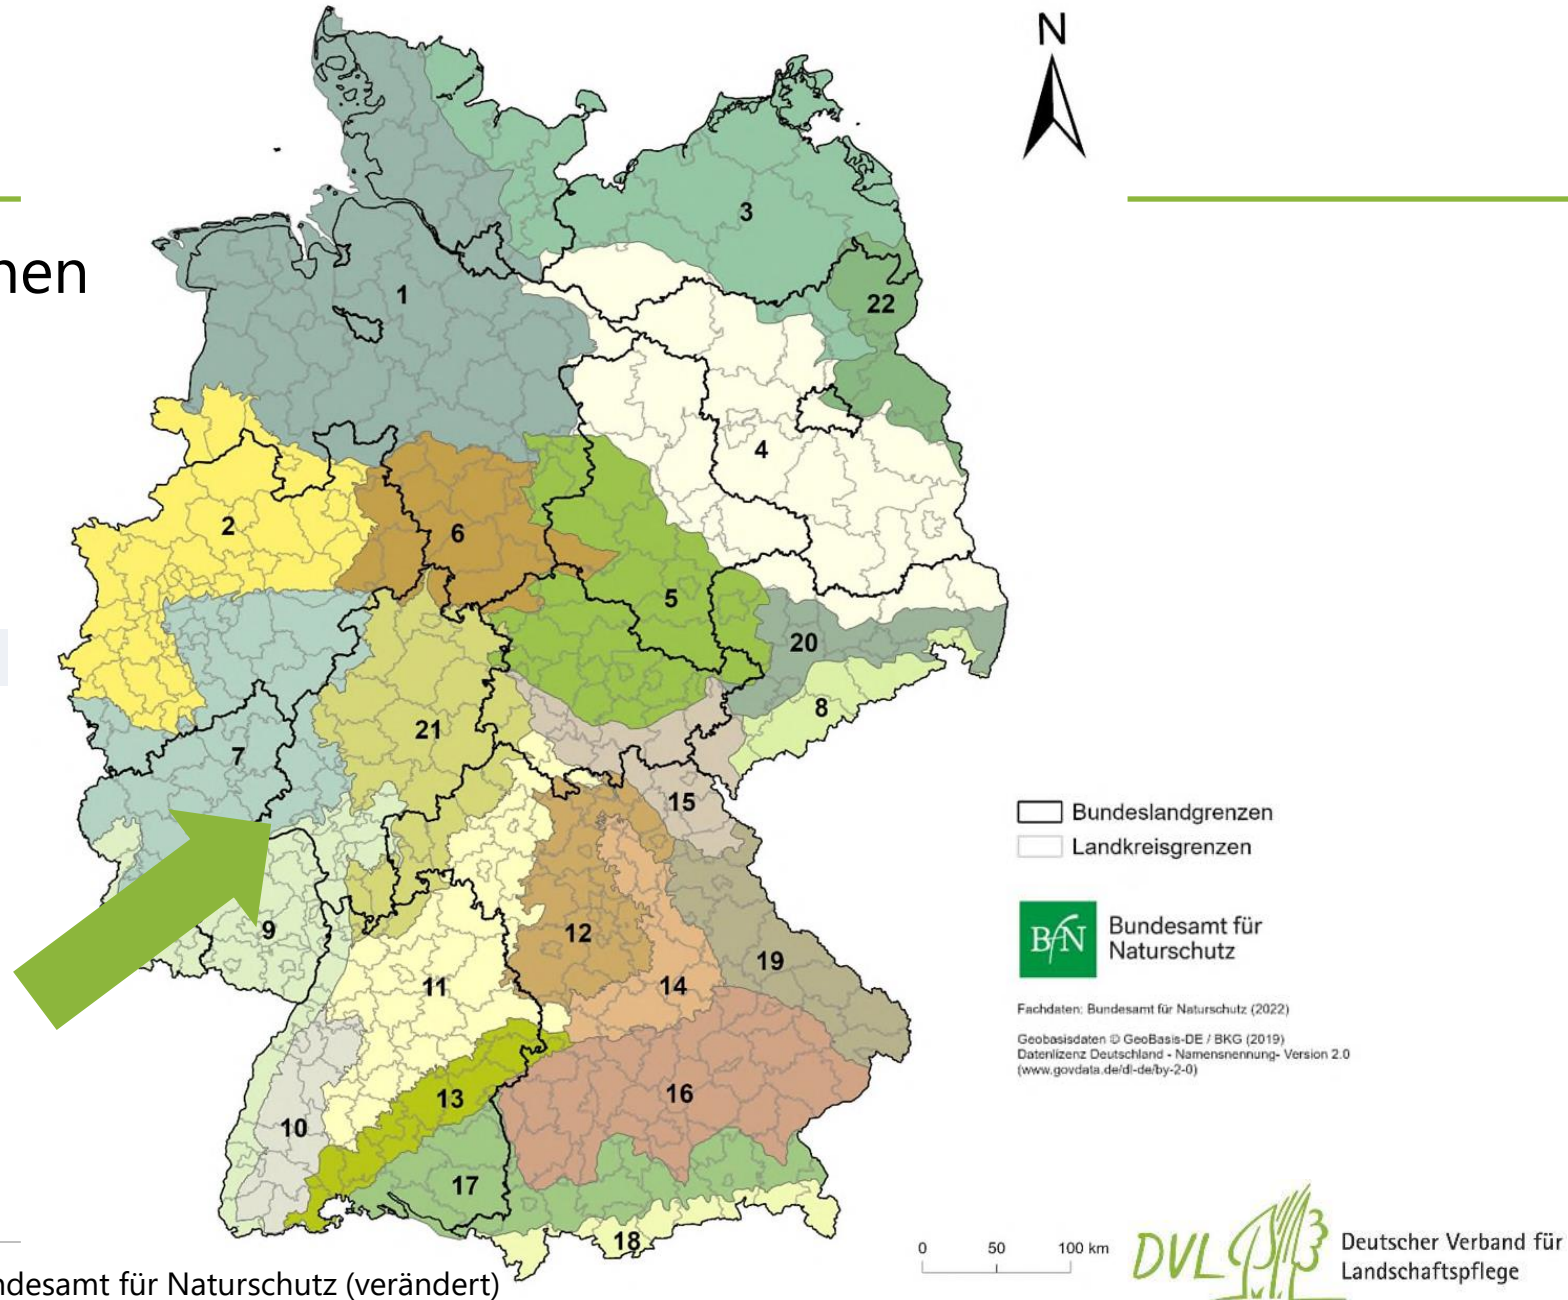 N
nen
3
1
22
4
2
6
5
20
8
21
7
15
12
9
19
14
11
16
13
10
17
18
Bundeslandgrenzen
Landkreisgrenzen
BfN
Bundesamt für
Naturschutz
Fachdaten: Bundesamt für Naturschutz (2022)
Geobasisdaten © GeoBasis-DE / BKG (2019)
Datenlizenz Deutschland - Namensnennung- Version 2.0
(www.govdata.de/dl-de/by-2-0)
0 50 100 km
DVL
Deutscher Verband für
Landschaftspflege
ndesamt für Naturschutz (verändert)